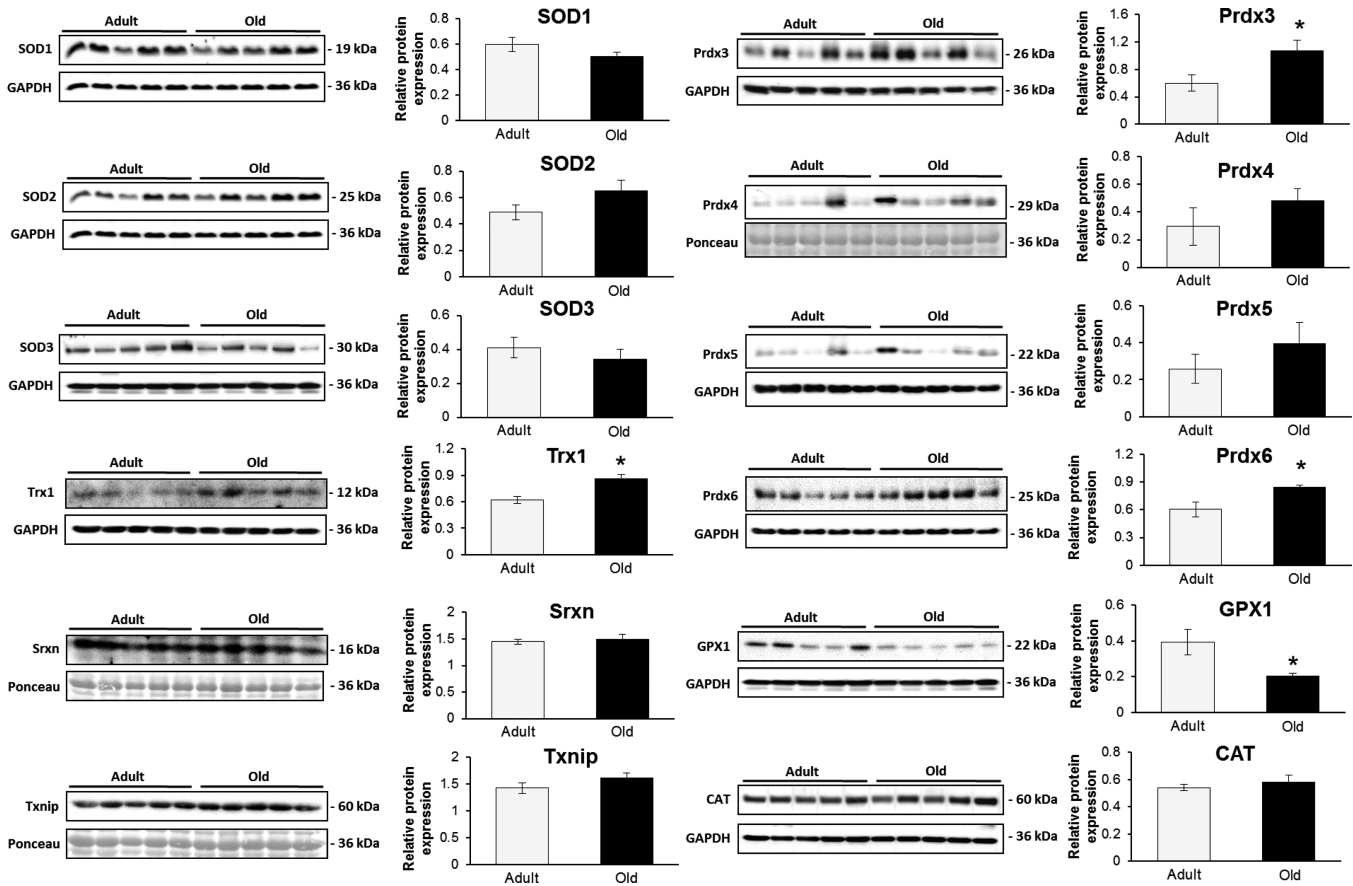 Adult Old
SOD1 - 19 kDa
GAPDH - 36 kDa
SOD1
Relative protein
expression
0.8
0.6
0.4
0.2
0
Adult Old
Adult Old
Prdx3 - 26 kDa
GAPDH - 36 kDa
Prdx3
*
Relative protein
expression
1.6
1.2
0.8
0.4
0
Adult Old
Adult Old
SOD2 - 25 kDa
GAPDH - 36 kDa
SOD2
Relative protein
expression
0.8
0.6
0.4
0.2
0
Adult Old
Adult Old
Prdx4 - 29 kDa
Ponceau - 36 kDa
Prdx4
Relative protein
expression
0.8
0.6
0.4
0.2
0
Adult Old
Adult Old
SOD3 - 30 kDa
GAPDH - 36 kDa
SOD3
Relative protein
expression
0.6
0.4
0.2
0
Adult Old
Adult Old
Prdx5 - 22 kDa
GAPDH - 36 kDa
Prdx5
Relative protein
expression
0.6
0.4
0.2
0
Adult Old
Adult Old
Trx1 - 12 kDa
GAPDH - 36 kDa
Trx1
*
Relative protein
expression
1.2
0.9
0.6
0.3
0
Adult Old
Adult Old
Prdx6 - 25 kDa
GAPDH - 36 kDa
Prdx6
*
Relative protein
expression
1.2
0.9
0.6
0.3
0
Adult Old
Adult Old
Srxn - 16 kDa
Ponceau - 36 kDa
Srxn
Relative protein
expression
2
1.5
1
0.5
0
Adult Old
Adult Old
GPX1 - 22 kDa
GAPDH - 36 kDa
GPX1
*
Relative protein
expression
0.6
0.4
0.2
0
Adult Old
Adult Old
Txnip - 60 kDa
Ponceau - 36 kDa
Txnip
Relative protein
expression
2
1.5
1
0.5
0
Adult Old
Adult Old
CAT - 60 kDa
GAPDH - 36 kDa
CAT
Relative protein
expression
0.8
0.6
0.4
0.2
0
Adult Old